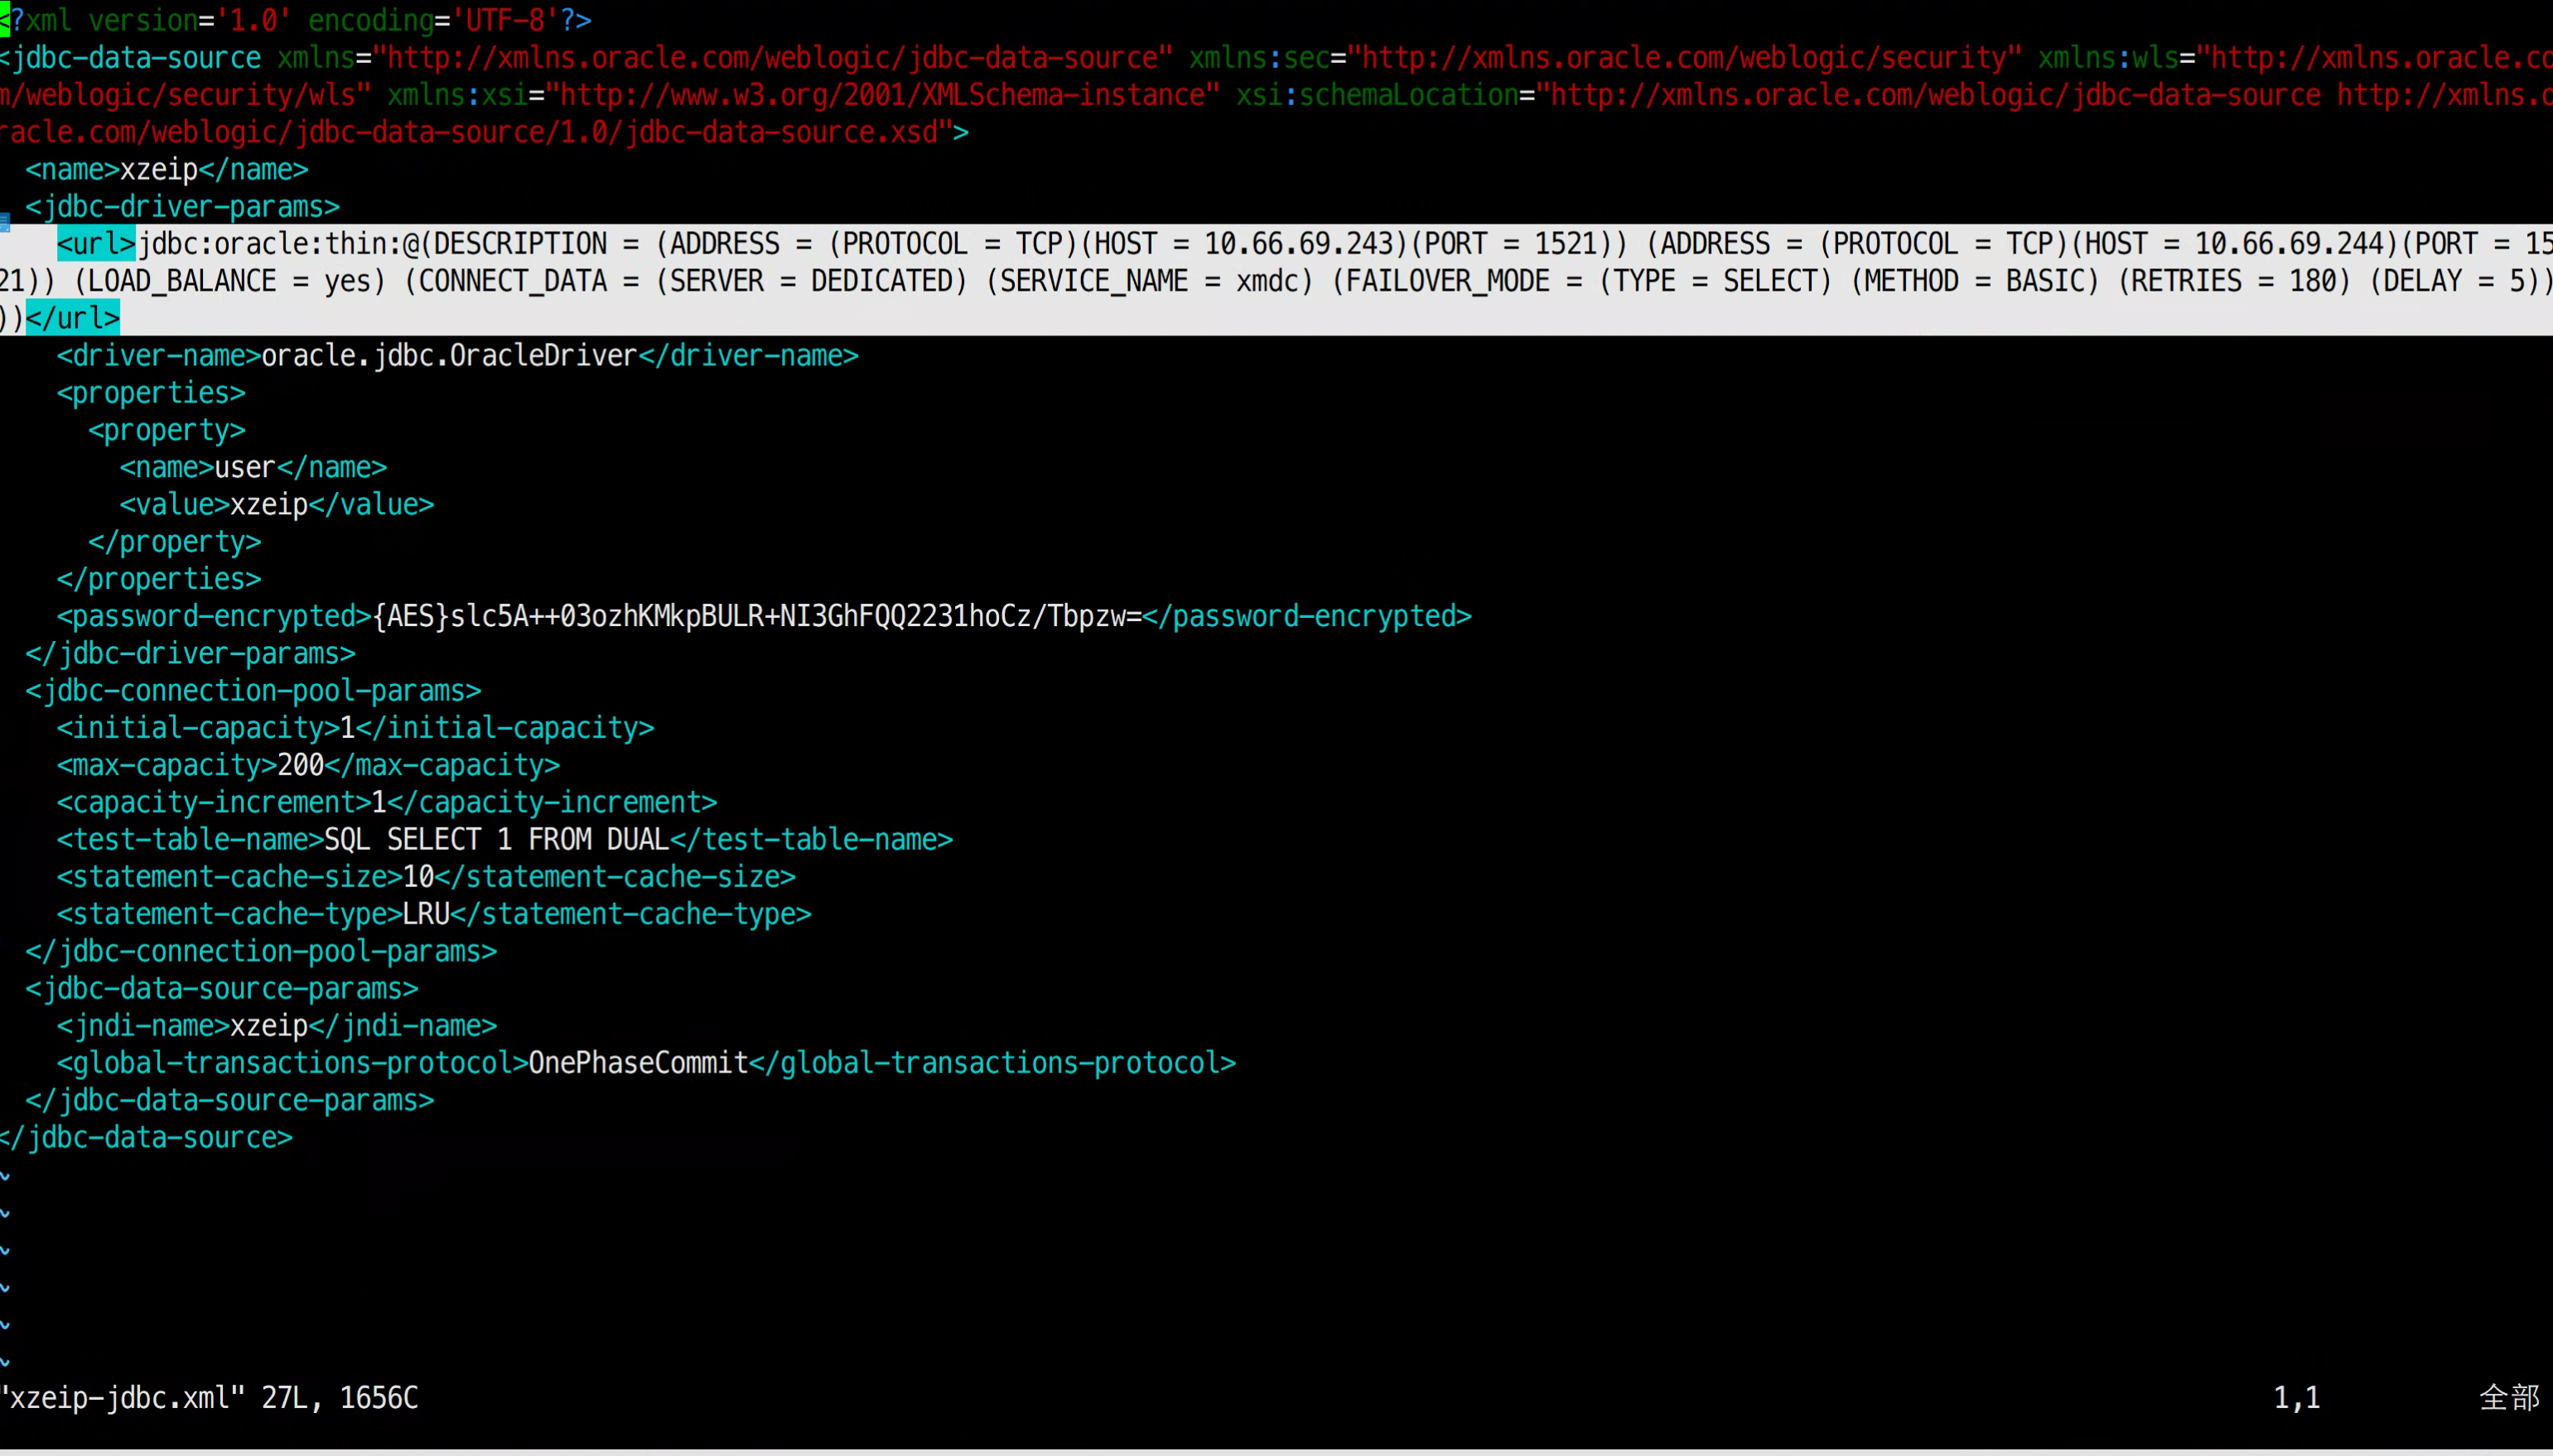 <?xml version='1.0' encoding='UTF-8'?>
<jdbc-data-source xmlns="http://xmlns.oracle.com/weblogic/jdbc-data-source" xmlns:sec="http://xmlns.oracle.com/weblogic/security" xmlns:wls="http://xmlns.oracle.co
m/weblogic/security/wls" xmlns:xsi="http://www.w3.org/2001/XMLSchema-instance" xsi:schemaLocation="http://xmlns.oracle.com/weblogic/jdbc-data-source http://xmlns.o
racle.com/weblogic/jdbc-data-source/1.0/jdbc-data-source.xsd">
  <name>xzeip</name>
  <jdbc-driver-params>
    <url>jdbc:oracle:thin:@(DESCRIPTION = (ADDRESS = (PROTOCOL = TCP)(HOST = 10.66.69.243)(PORT = 1521)) (ADDRESS = (PROTOCOL = TCP)(HOST = 10.66.69.244)(PORT = 15
21)) (LOAD_BALANCE = yes) (CONNECT_DATA = (SERVER = DEDICATED) (SERVICE_NAME = xmdc) (FAILOVER_MODE = (TYPE = SELECT) (METHOD = BASIC) (RETRIES = 180) (DELAY = 5))
))</url>
    <driver-name>oracle.jdbc.OracleDriver</driver-name>
    <properties>
      <property>
        <name>user</name>
        <value>xzeip</value>
      </property>
    </properties>
    <password-encrypted>{AES}slc5A++03ozhKMkpBULR+NI3GhFQQ2231hoCz/Tbpzw=</password-encrypted>
  </jdbc-driver-params>
  <jdbc-connection-pool-params>
    <initial-capacity>1</initial-capacity>
    <max-capacity>200</max-capacity>
    <capacity-increment>1</capacity-increment>
    <test-table-name>SQL SELECT 1 FROM DUAL</test-table-name>
    <statement-cache-size>10</statement-cache-size>
    <statement-cache-type>LRU</statement-cache-type>
  </jdbc-connection-pool-params>
  <jdbc-data-source-params>
    <jndi-name>xzeip</jndi-name>
    <global-transactions-protocol>OnePhaseCommit</global-transactions-protocol>
  </jdbc-data-source-params>
</jdbc-data-source>
~
~
~
~
~
~
"xzeip-jdbc.xml" 27L, 1656C 1,1 全部